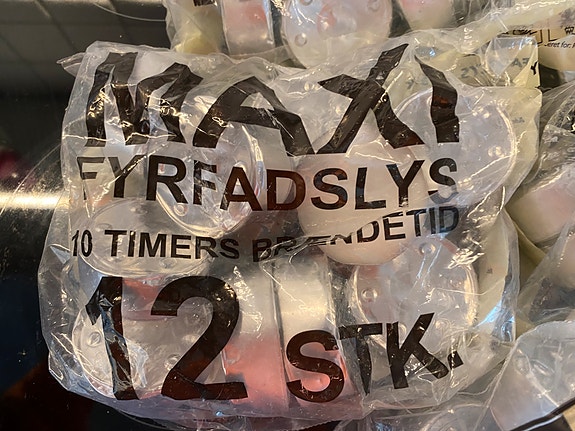 MAXI
FYRFADSLYS
10 TIMERS BRÆNDETID
12 STK.